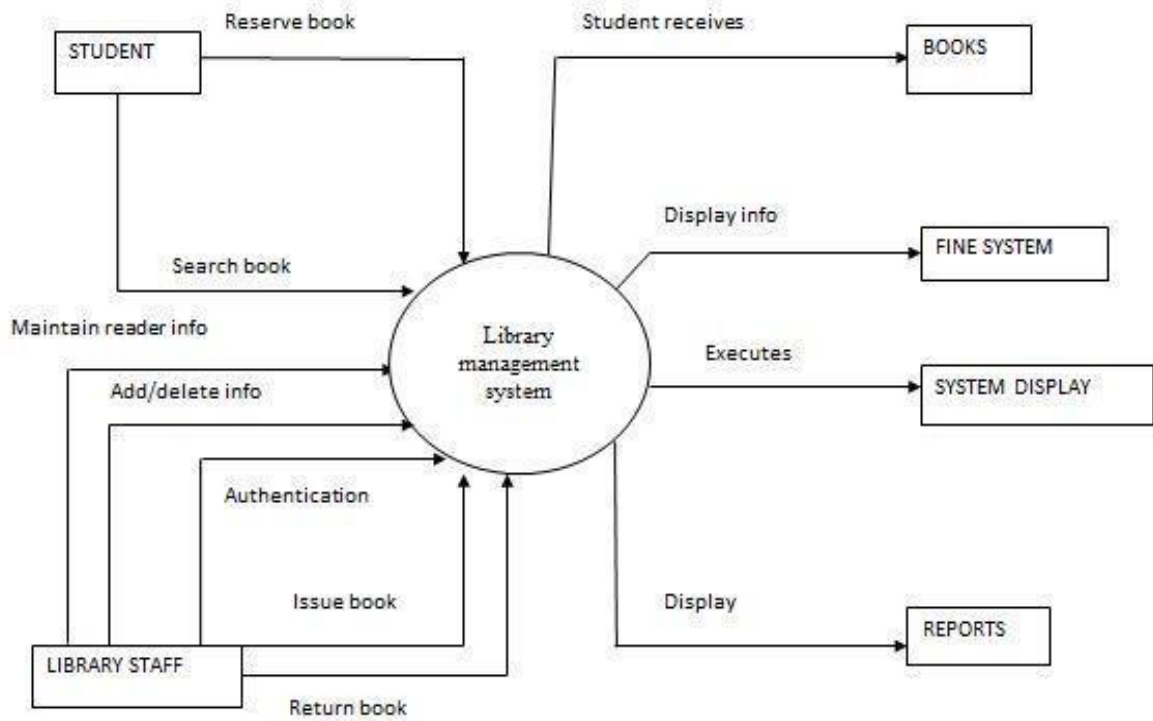 Reserve book
Student receives
STUDENT
BOOKS
Display info
FINE SYSTEM
Search book
Maintain reader info
Library
management
system
Executes
SYSTEM DISPLAY
Add/delete info
Authentication
Issue book
Display
REPORTS
LIBRARY STAFF
Return book